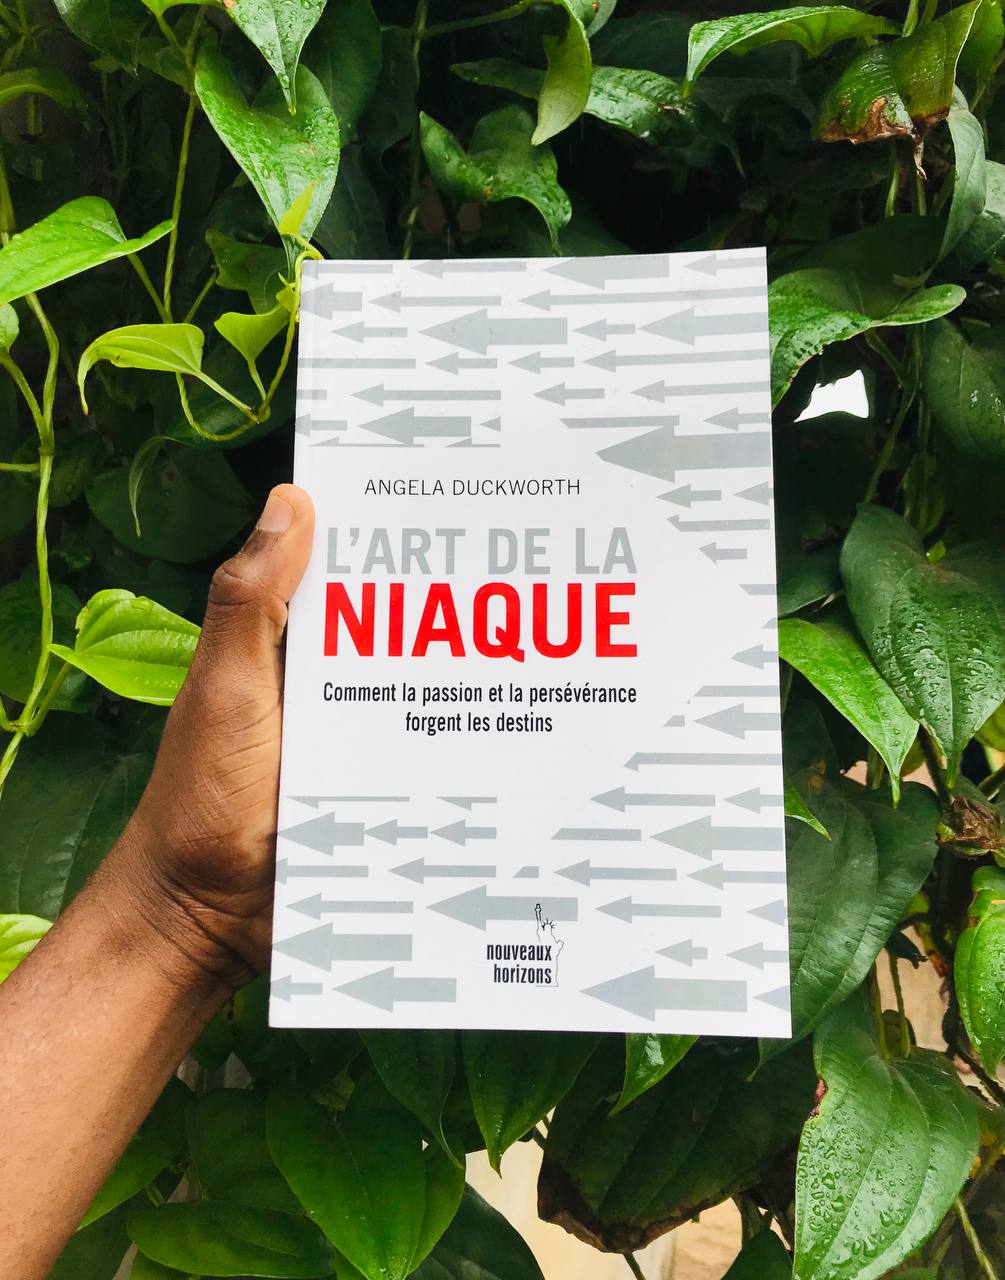 ANGELA DUCKWORTH
L'ART DE LA
NIAQUE
Comment la passion et la persévérance
forgent les destins
nouveaux
horizons